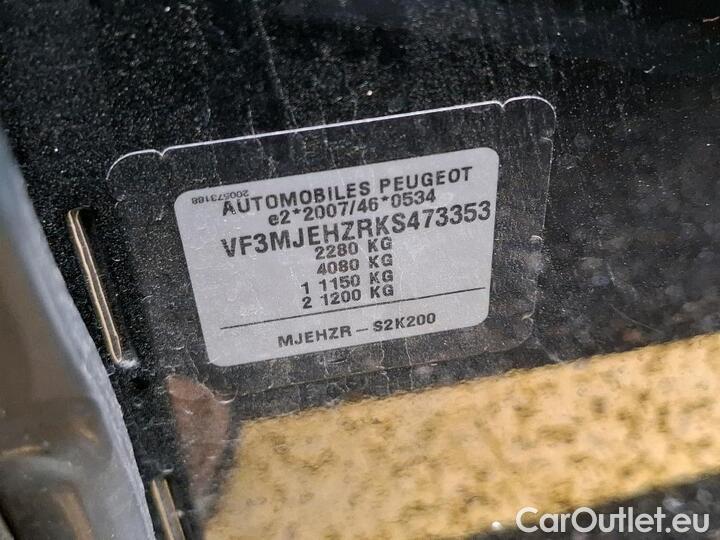 200573188
AUTOMOBILES PEUGEOT
e2*2007/46*0534
VF3MJEHZRKS473353
2280 KG
4080 KG
1 1150 KG
2 1200 KG
MJEHZR - S2K200
CarOutlet.eu